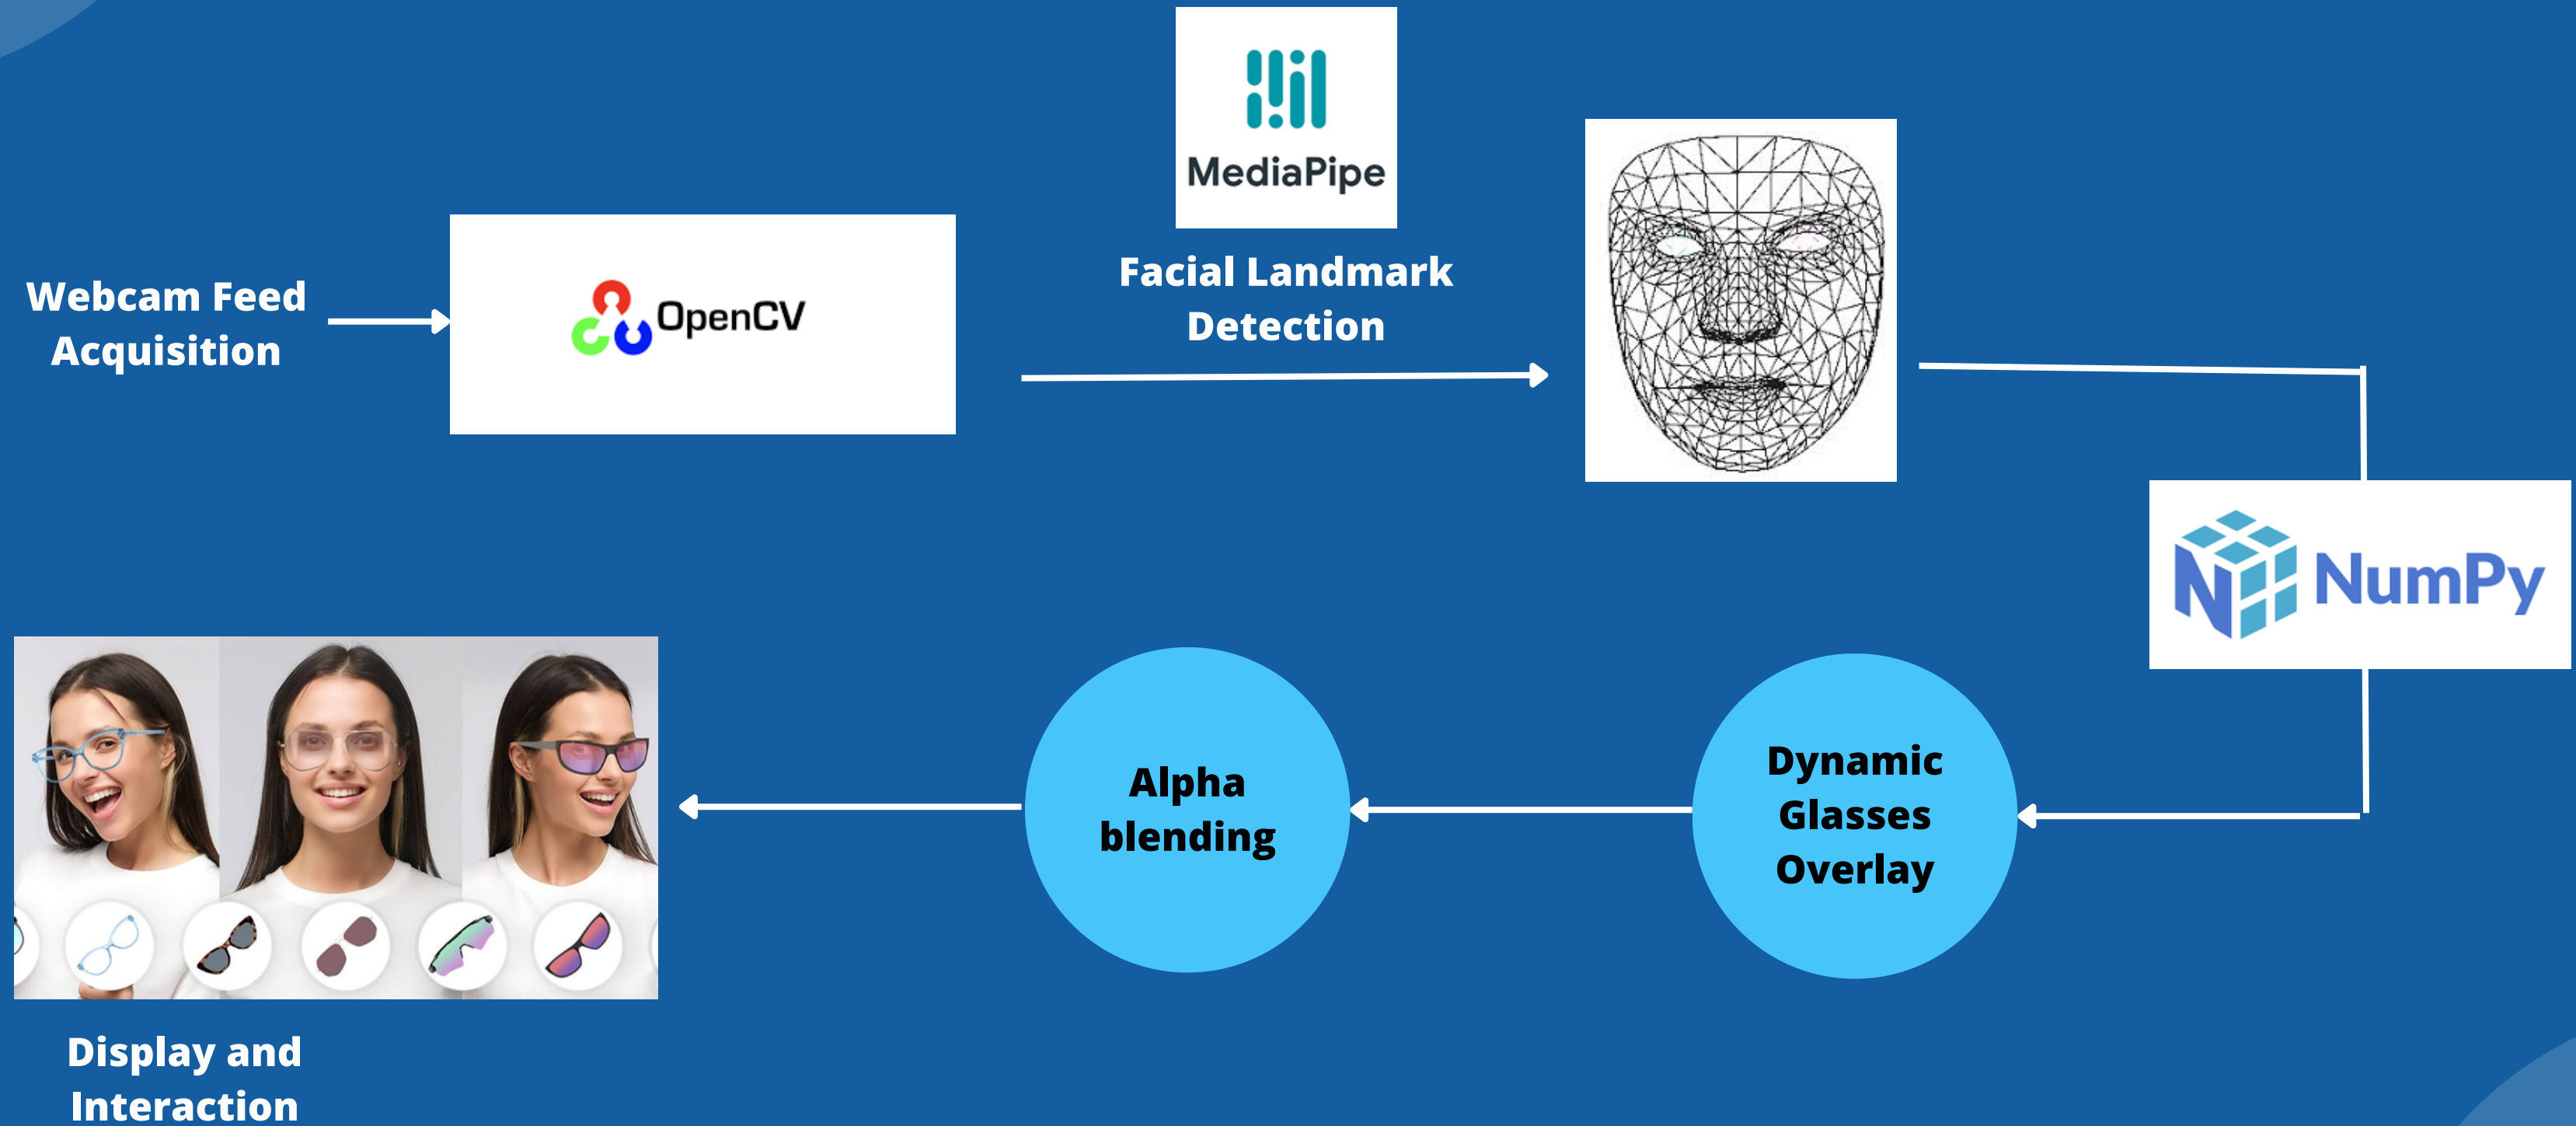 MediaPipe
Webcam Feed
Acquisition
OpenCV
Facial Landmark
Detection
NumPy
Dynamic
Glasses
Overlay
Alpha
blending
Display and
Interaction